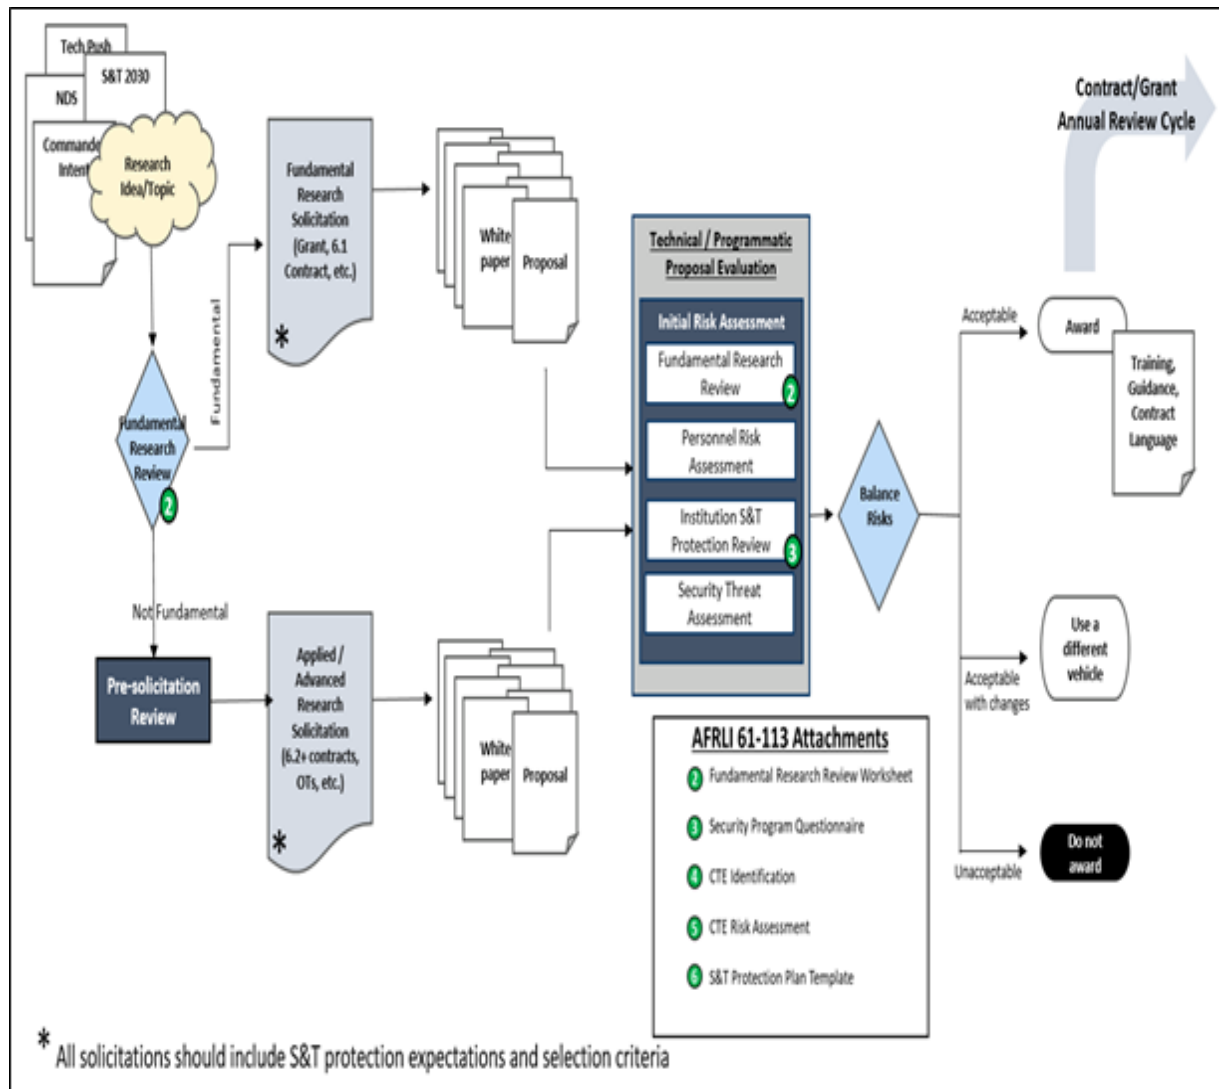 Tech Push
S&T 2030
NDS
Commande
Intent
Research
Idea/Topic
Fundamental
Research
Solicitation
(Grant, 6.1
Contract, etc.)
*
White
paper
Proposal
Fundamental
Fundamental
Research
Review
2
Not Fundamental
Pre-solicitation
Review
Applied /
Advanced
Research
Solicitation
(6.2+ contracts,
OTs, etc.)
*
White
paper
Proposal
Technical / Programmatic
Proposal Evaluation
Initial Risk Assessment
Fundamental Research
Review
2
Personnel Risk
Assessment
Institution S&T
Protection Review
3
Security Threat
Assessment
Balance
Risks
Contract/Grant
Annual Review Cycle
Acceptable
Award
Training,
Guidance,
Contract
Language
Acceptable
with changes
Use a
different
vehicle
Unacceptable
Do not
award
AFRLI 61-113 Attachments
2 Fundamental Research Review Worksheet
3 Security Program Questionnaire
4 CTE Identification
5 CTE Risk Assessment
6 S&T Protection Plan Template
* All solicitations should include S&T protection expectations and selection criteria